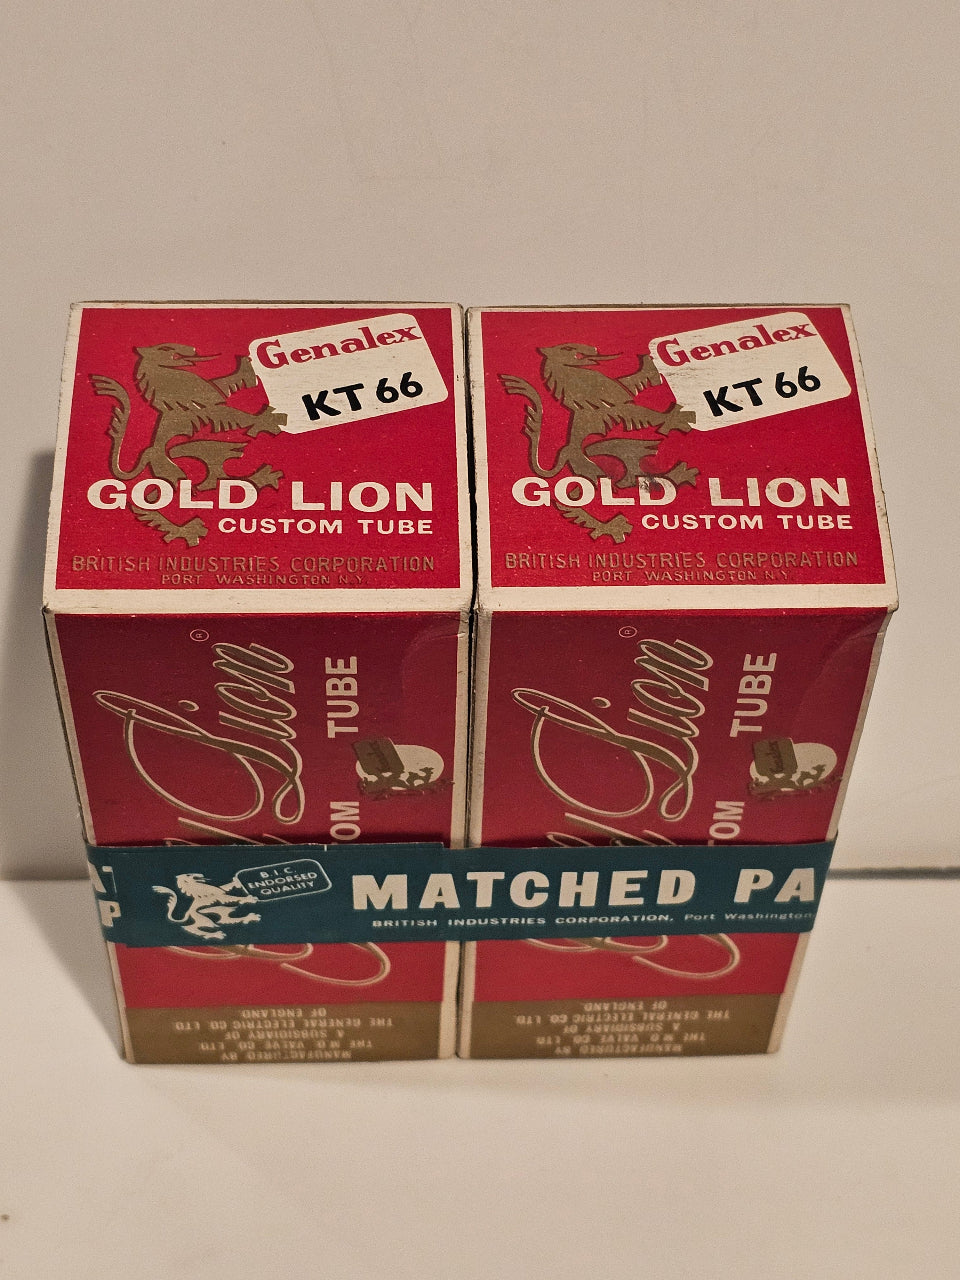 Genalex
KT 66
GOLD LION
CUSTOM TUBE
BRITISH INDUSTRIES CORPORATION
PORT WASHINGTON N.Y.
Genalex
KT 66
GOLD LION
CUSTOM TUBE
BRITISH INDUSTRIES CORPORATION
PORT WASHINGTON N.Y.
®
Lion
TUBE
OM
®
Lion
TUBE
OM
B.I.C.
ENDORSED
QUALITY
MATCHED PA
BRITISH INDUSTRIES CORPORATION, Port Washington
MANUFACTURED BY
THE M.O. VALVE CO. LTD.
A SUBSIDIARY OF
THE GENERAL ELECTRIC CO. LTD.
OF ENGLAND.
MANUFACTURED BY
THE M.O. VALVE CO. LTD.
A SUBSIDIARY OF
THE GENERAL ELECTRIC CO. LTD.
OF ENGLAND.